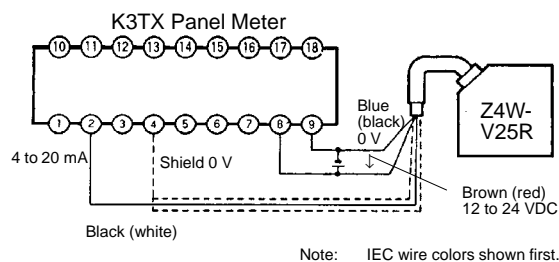 K3TX Panel Meter
10 11 12 13 14 15 16 17 18
1 2 3 4 5 6 7 8 9
4 to 20 mA
Shield 0 V
Blue
(black)
0 V
Z4W-
V25R
Brown (red)
12 to 24 VDC
Black (white)
Note: IEC wire colors shown first.